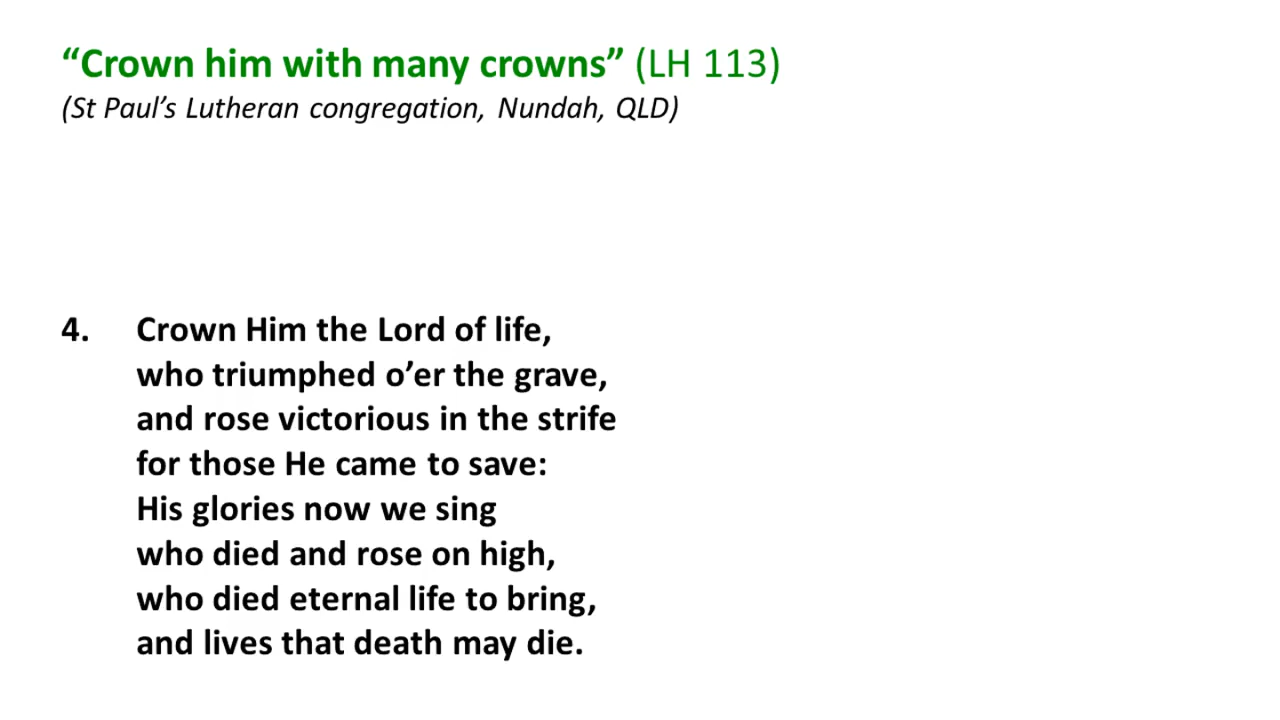 “Crown him with many crowns” (LH 113)
(St Paul’s Lutheran congregation, Nundah, QLD)
4. Crown Him the Lord of life,
who triumphed o’er the grave,
and rose victorious in the strife
for those He came to save:
His glories now we sing
who died and rose on high,
who died eternal life to bring,
and lives that death may die.